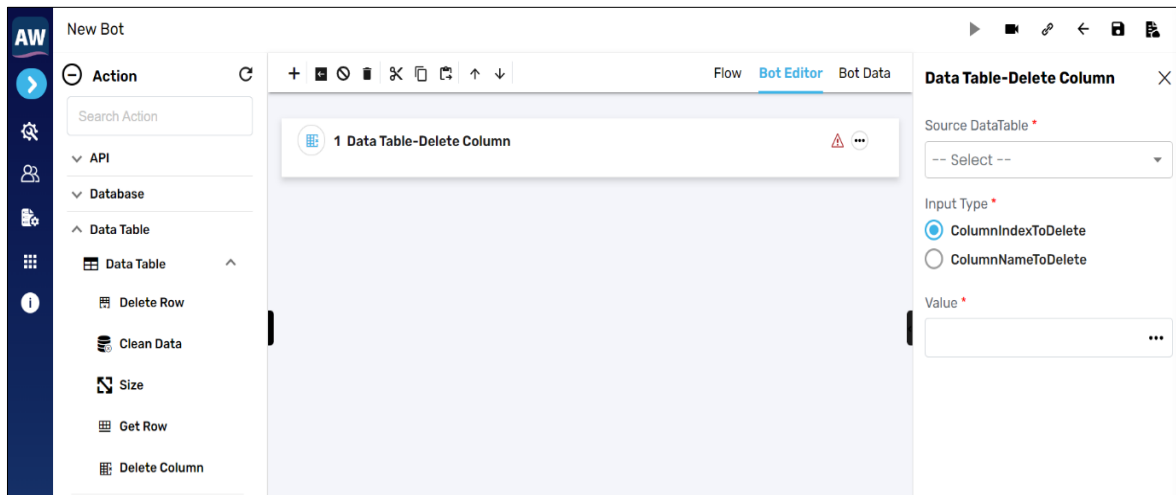 AW
New Bot
Action
Search Action
API
Database
Data Table
Data Table
Delete Row
Clean Data
Size
Get Row
Delete Column
Flow Bot Editor Bot Data
1 Data Table-Delete Column
Data Table-Delete Column
Source DataTable *
-- Select --
Input Type *
ColumnIndexToDelete
ColumnNameToDelete
Value *